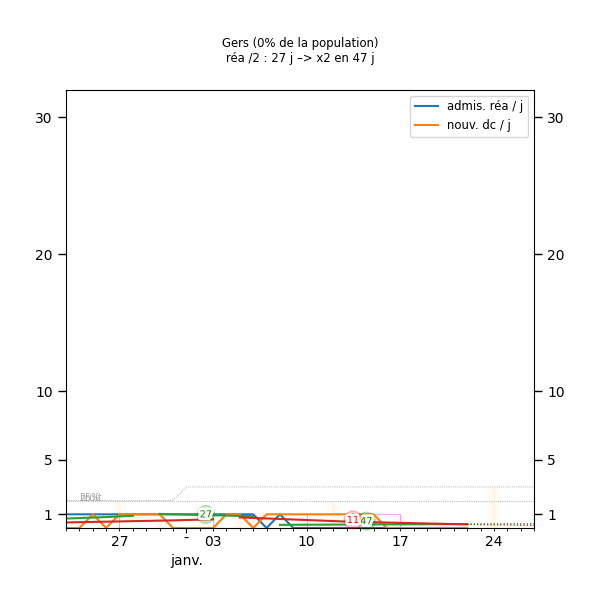 Gers (0% de la population)
réa /2 : 27 j –> x2 en 47 j
admis. réa / j
nouv. dc / j
30 30
20 20
10 10
5 5
27 11 47
1 1
27 - 03 10 17 24
janv.